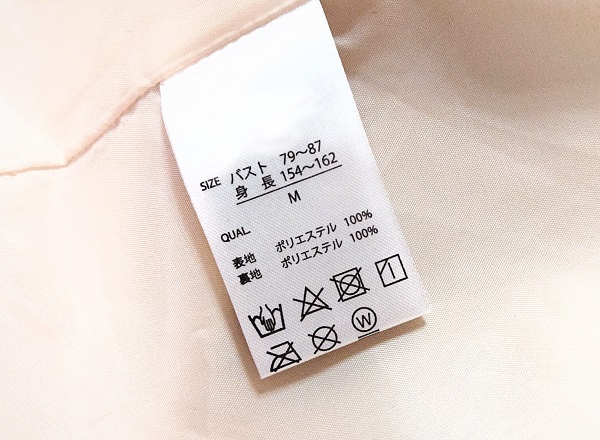 SIZE バスト 79～87
身 長 154～162
M
QUAL
表地 ポリエステル 100%
裏地 ポリエステル 100%
W